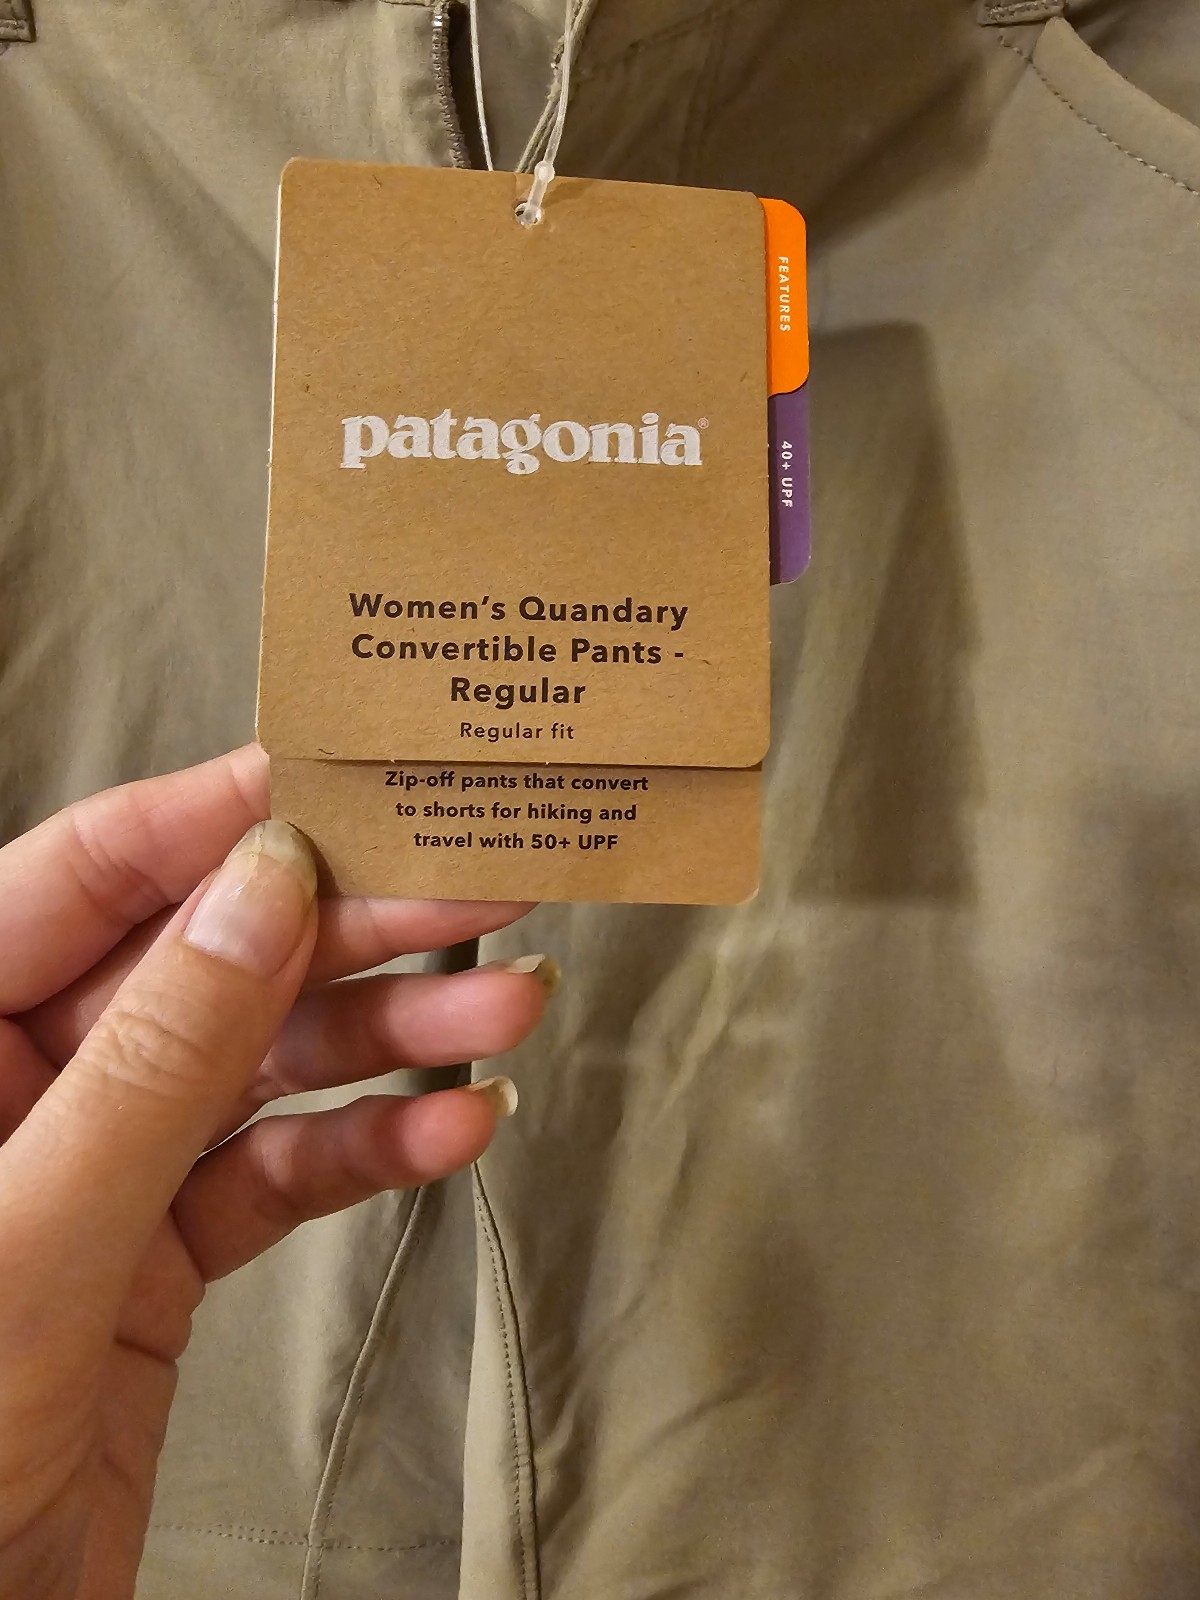 patagonia®
Women's Quandary
Convertible Pants -
Regular
Regular fit
Zip-off pants that convert
to shorts for hiking and
travel with 50+ UPF
FEATURES
40+ UPF